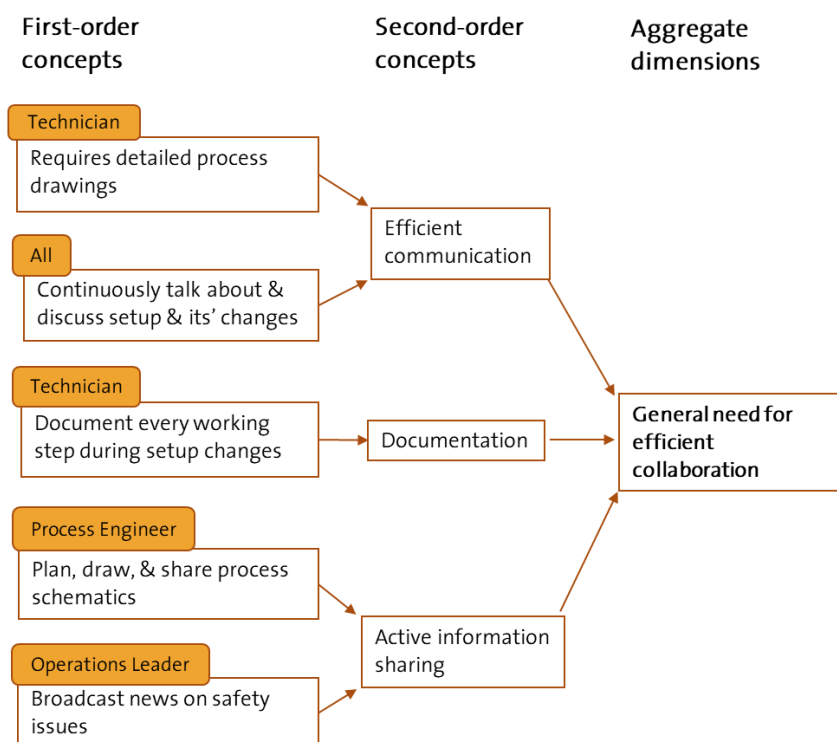 First-order
concepts
Second-order
concepts
Aggregate
dimensions
Technician
Requires detailed process
drawings
All
Continuously talk about &
discuss setup & its’ changes
Technician
Document every working
step during setup changes
Process Engineer
Plan, draw, & share process
schematics
Operations Leader
Broadcast news on safety
issues
Efficient
communication
Documentation
Active information
sharing
General need for
efficient
collaboration